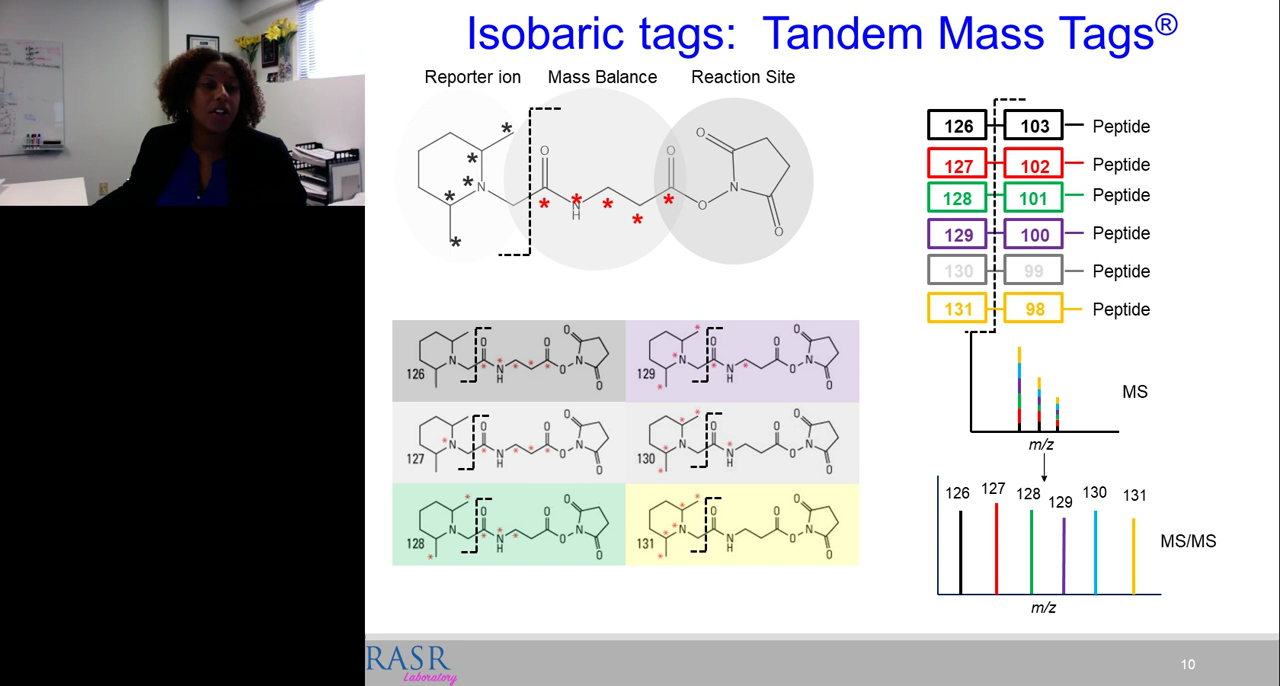 Isobaric tags: Tandem Mass Tags®
Reporter ion Mass Balance Reaction Site
* * * * *
O O O O
N N H O N
* * * * *
126 103 Peptide
127 102 Peptide
128 101 Peptide
129 100 Peptide
130 99 Peptide
131 98 Peptide
126
129
127
130
128
131
MS
m/z
126 127 128 129 130 131
MS/MS
m/z
RASR
Laboratory
10